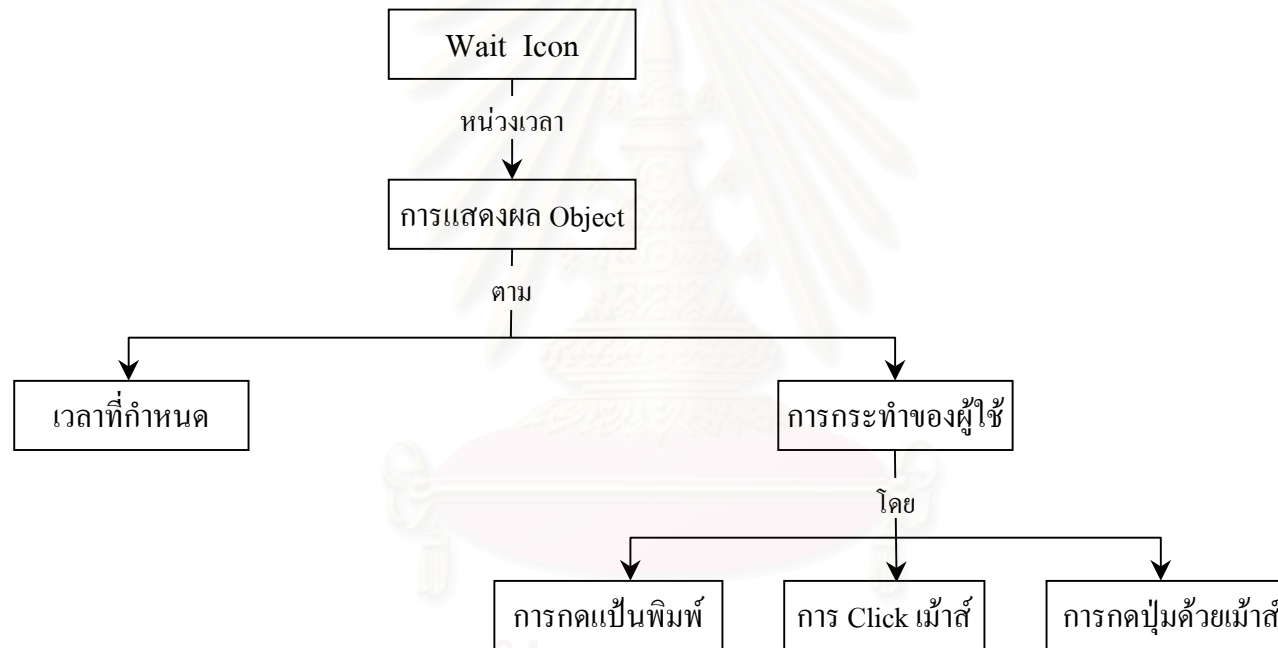 Wait Icon
หน่วงเวลา
การแสดงผล Object
ตาม
เวลาที่กำหนด
การกระทำของผู้ใช้
โดย
การกดแป้นพิมพ์
การ Click เม้าส์
การกดปุ่มด้วยเม้าส์